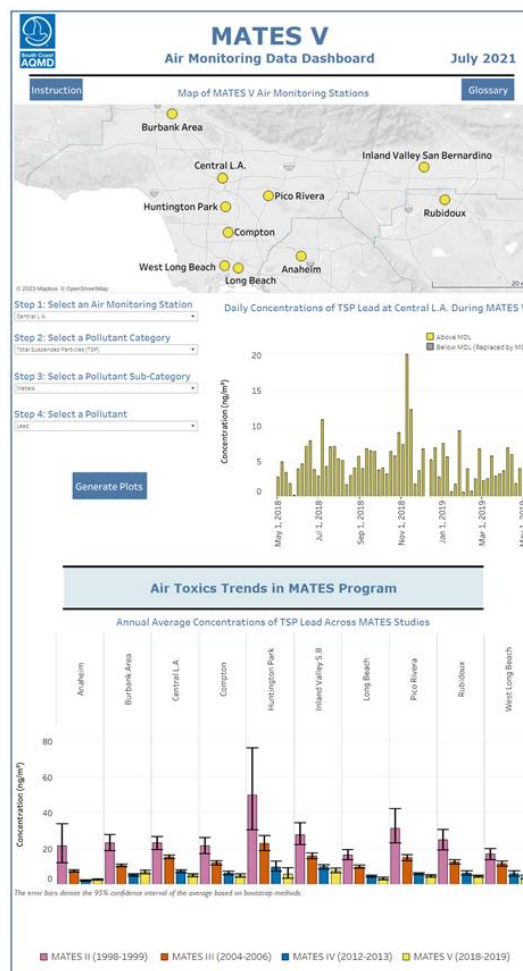 South Coast
AQMD
MATES V
Air Monitoring Data Dashboard
July 2021
Instruction
Map of MATES V Air Monitoring Stations
Glossary
Burbank Area
Central L.A.
Inland Valley San Bernardino
Pico Rivera
Huntington Park
Rubidoux
Compton
West Long Beach
Long Beach
Anaheim
© 2023 Mapbox © OpenStreetMap
20
Step 1: Select an Air Monitoring Station
Central L.A.
Step 2: Select a Pollutant Category
Total Suspended Particles (TSP)
Step 3: Select a Pollutant Sub-Category
Metals
Step 4: Select a Pollutant
Lead
Generate Plots
Daily Concentrations of TSP Lead at Central L.A. During MATES V
Above MDL
Below MDL (Replaced by MD
Concentration (ng/m³)
20
15
10
5
0
May 1, 2018
Jul 1, 2018
Sep 1, 2018
Nov 1, 2018
Jan 1, 2019
Mar 1, 2019
May 1, 2019
Air Toxics Trends in MATES Program
Annual Average Concentrations of TSP Lead Across MATES Studies
Anaheim
Burbank Area
Central L.A.
Compton
Huntington Park
Inland Valley S.B
Long Beach
Pico Rivera
Rubidoux
West Long Beach
Concentration (ng/m³)
80
60
40
20
0
The error bars denote the 95% confidence interval of the average based on bootstrap methods.
MATES II (1998-1999)
MATES III (2004-2006)
MATES IV (2012-2013)
MATES V (2018-2019)